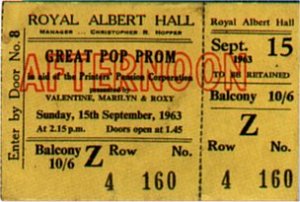 Enter by Door No. 8
ROYAL ALBERT HALL
MANAGER ... CHRISTOPHER R. HOPPER
GREAT POP PROM
in aid of the Printers' Pension Corporation
AFTERNOON
presented by
VALENTINE, MARILYN & ROXY
Sunday, 15th September, 1963
At 2.15 p.m. Doors open at 1.45
Balcony Z Row No.
10/6
4 160
Royal Albert Hall
Sept. 15
1963
TO BE RETAINED
Balcony 10/6
Z
Row No.
4 160